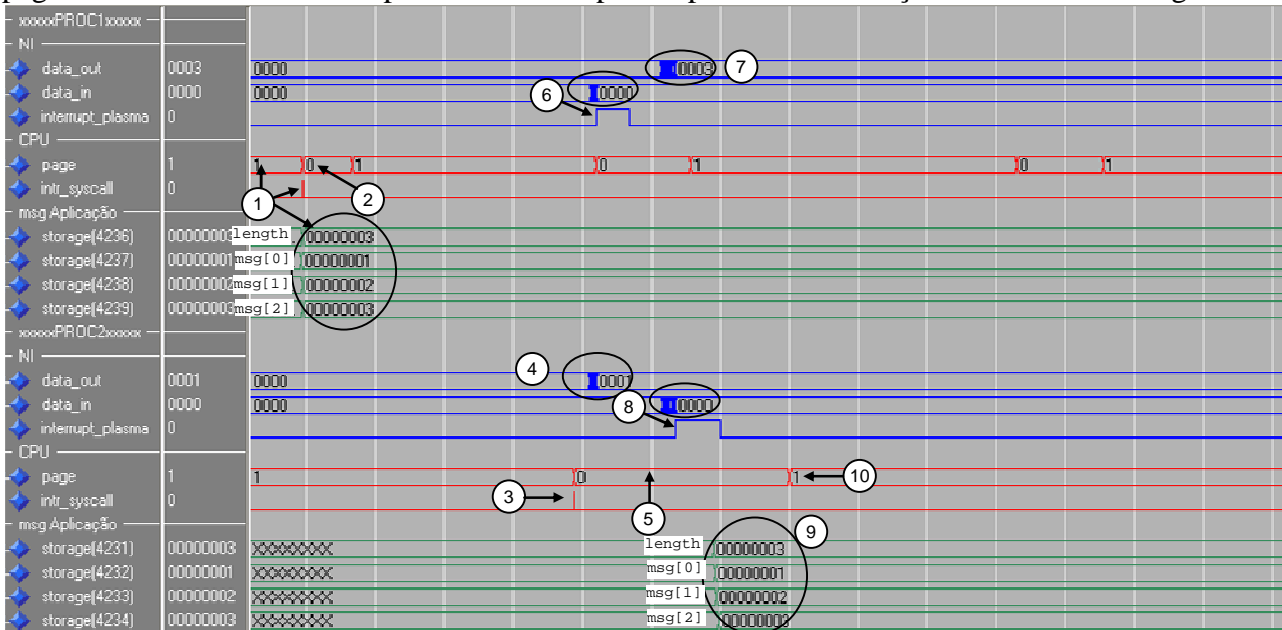 xxxxxPROC1xxxxx
NI
data_out 0003 0000 0003 7
data_in 0000 0000 6 0000
interrupt_plasma 0
CPU
page 1 1 0 1 0 1 0 1
intr_syscall 0 1 2
msg Aplicação
storage(4236) 00000003 length 00000003
storage(4237) 00000001 msg[0] 00000001
storage(4238) 00000002 msg[1] 00000002
storage(4239) 00000003 msg[2] 00000003
xxxxxPROC2xxxxx
NI
data_out 0001 0000 4 0001
data_in 0000 0000 8 0000
interrupt_plasma 0
CPU
page 1 1 0 1 10
intr_syscall 0 3 5
msg Aplicação 9
storage(4231) 00000003 XXXXXXXX length 00000003
storage(4232) 00000001 XXXXXXXX msg[0] 00000001
storage(4233) 00000002 XXXXXXXX msg[1] 00000002
storage(4234) 00000003 XXXXXXXX msg[2] 00000003